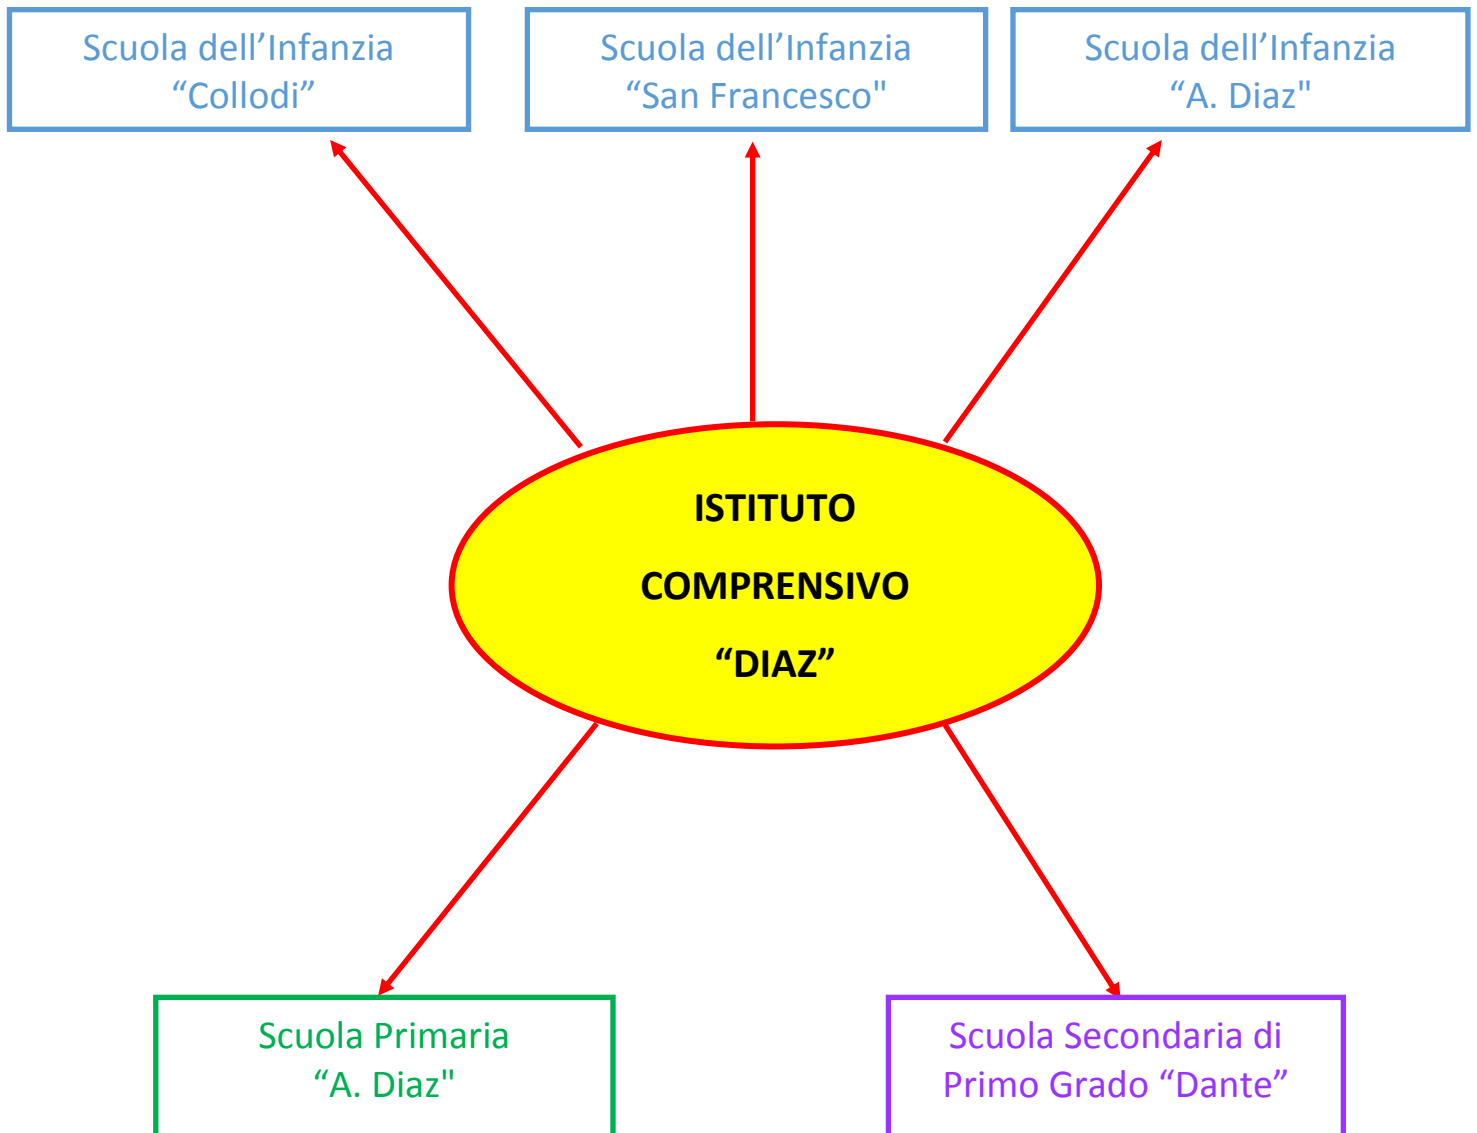 Scuola dell’Infanzia
“Collodi”
Scuola dell’Infanzia
“San Francesco"
Scuola dell’Infanzia
“A. Diaz"
ISTITUTO
COMPRENSIVO
“DIAZ”
Scuola Primaria
“A. Diaz"
Scuola Secondaria di
Primo Grado “Dante”